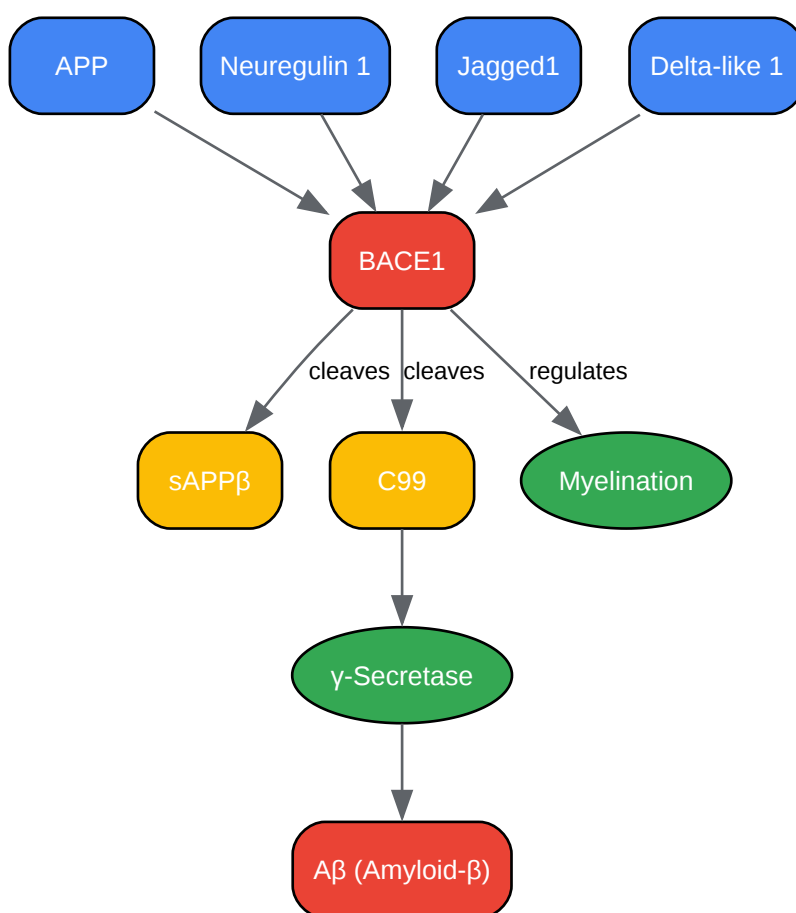 APP
Neuregulin 1
Jagged1
Delta-like 1
BACE1
cleaves
cleaves
regulates
sAPPβ
C99
Myelination
γ-Secretase
Aβ (Amyloid-β)